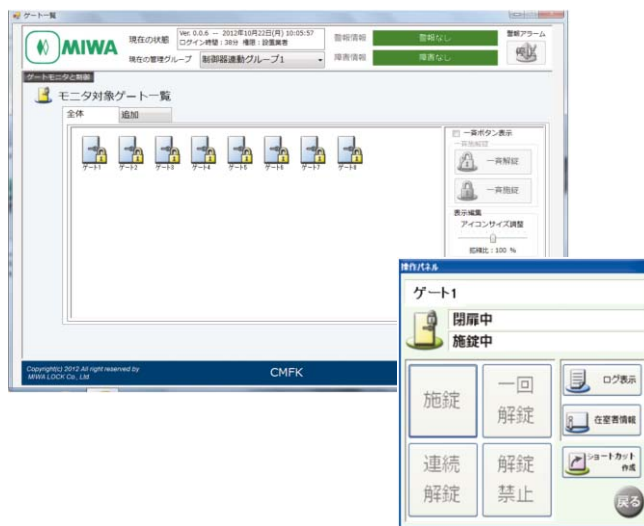 ゲート一覧
MIWA
現在の状態
Ver. 0.0.6 -- 2012年10月22日(月) 10:05:57
ログイン時間：38分 権限：設置業者
現在の管理グループ
制御器連動グループ1
警報情報
警報なし
障害情報
障害なし
警報アラーム
ゲートモニタと制御
モニタ対象ゲート一覧
全体
追加
ゲート1
ゲート2
ゲート3
ゲート4
ゲート5
ゲート6
ゲート7
ゲート8
一斉ボタン表示
一斉施解錠
一斉解錠
一斉施錠
表示編集
アイコンサイズ調整
拡縮比：100 %
Copyright(c) 2012 All right reserved by
MIWA LOCK Co., Ltd
CMFK
操作パネル
ゲート1
閉扉中
施錠中
施錠
一回
解錠
連続
解錠
解錠
禁止
ログ表示
在室者情報
ショートカット
作成
戻る